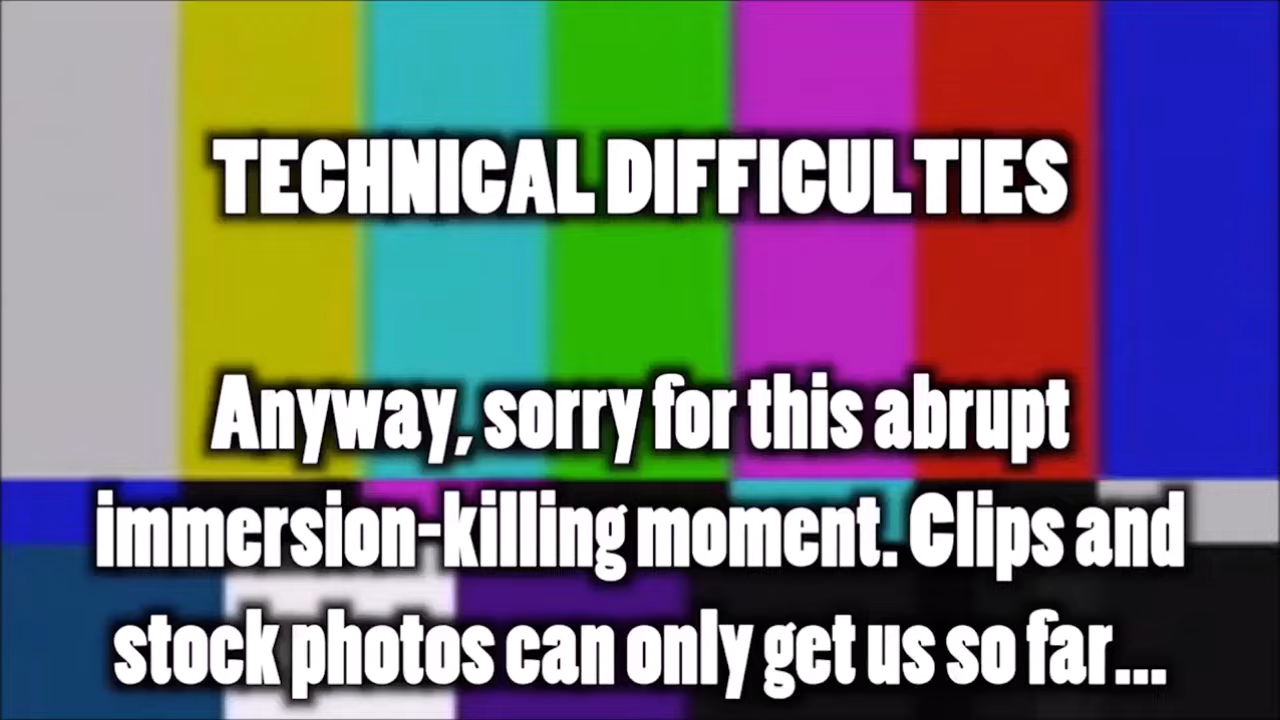 TECHNICAL DIFFICULTIES
Anyway, sorry for this abrupt
immersion-killing moment. Clips and
stock photos can only get us so far...